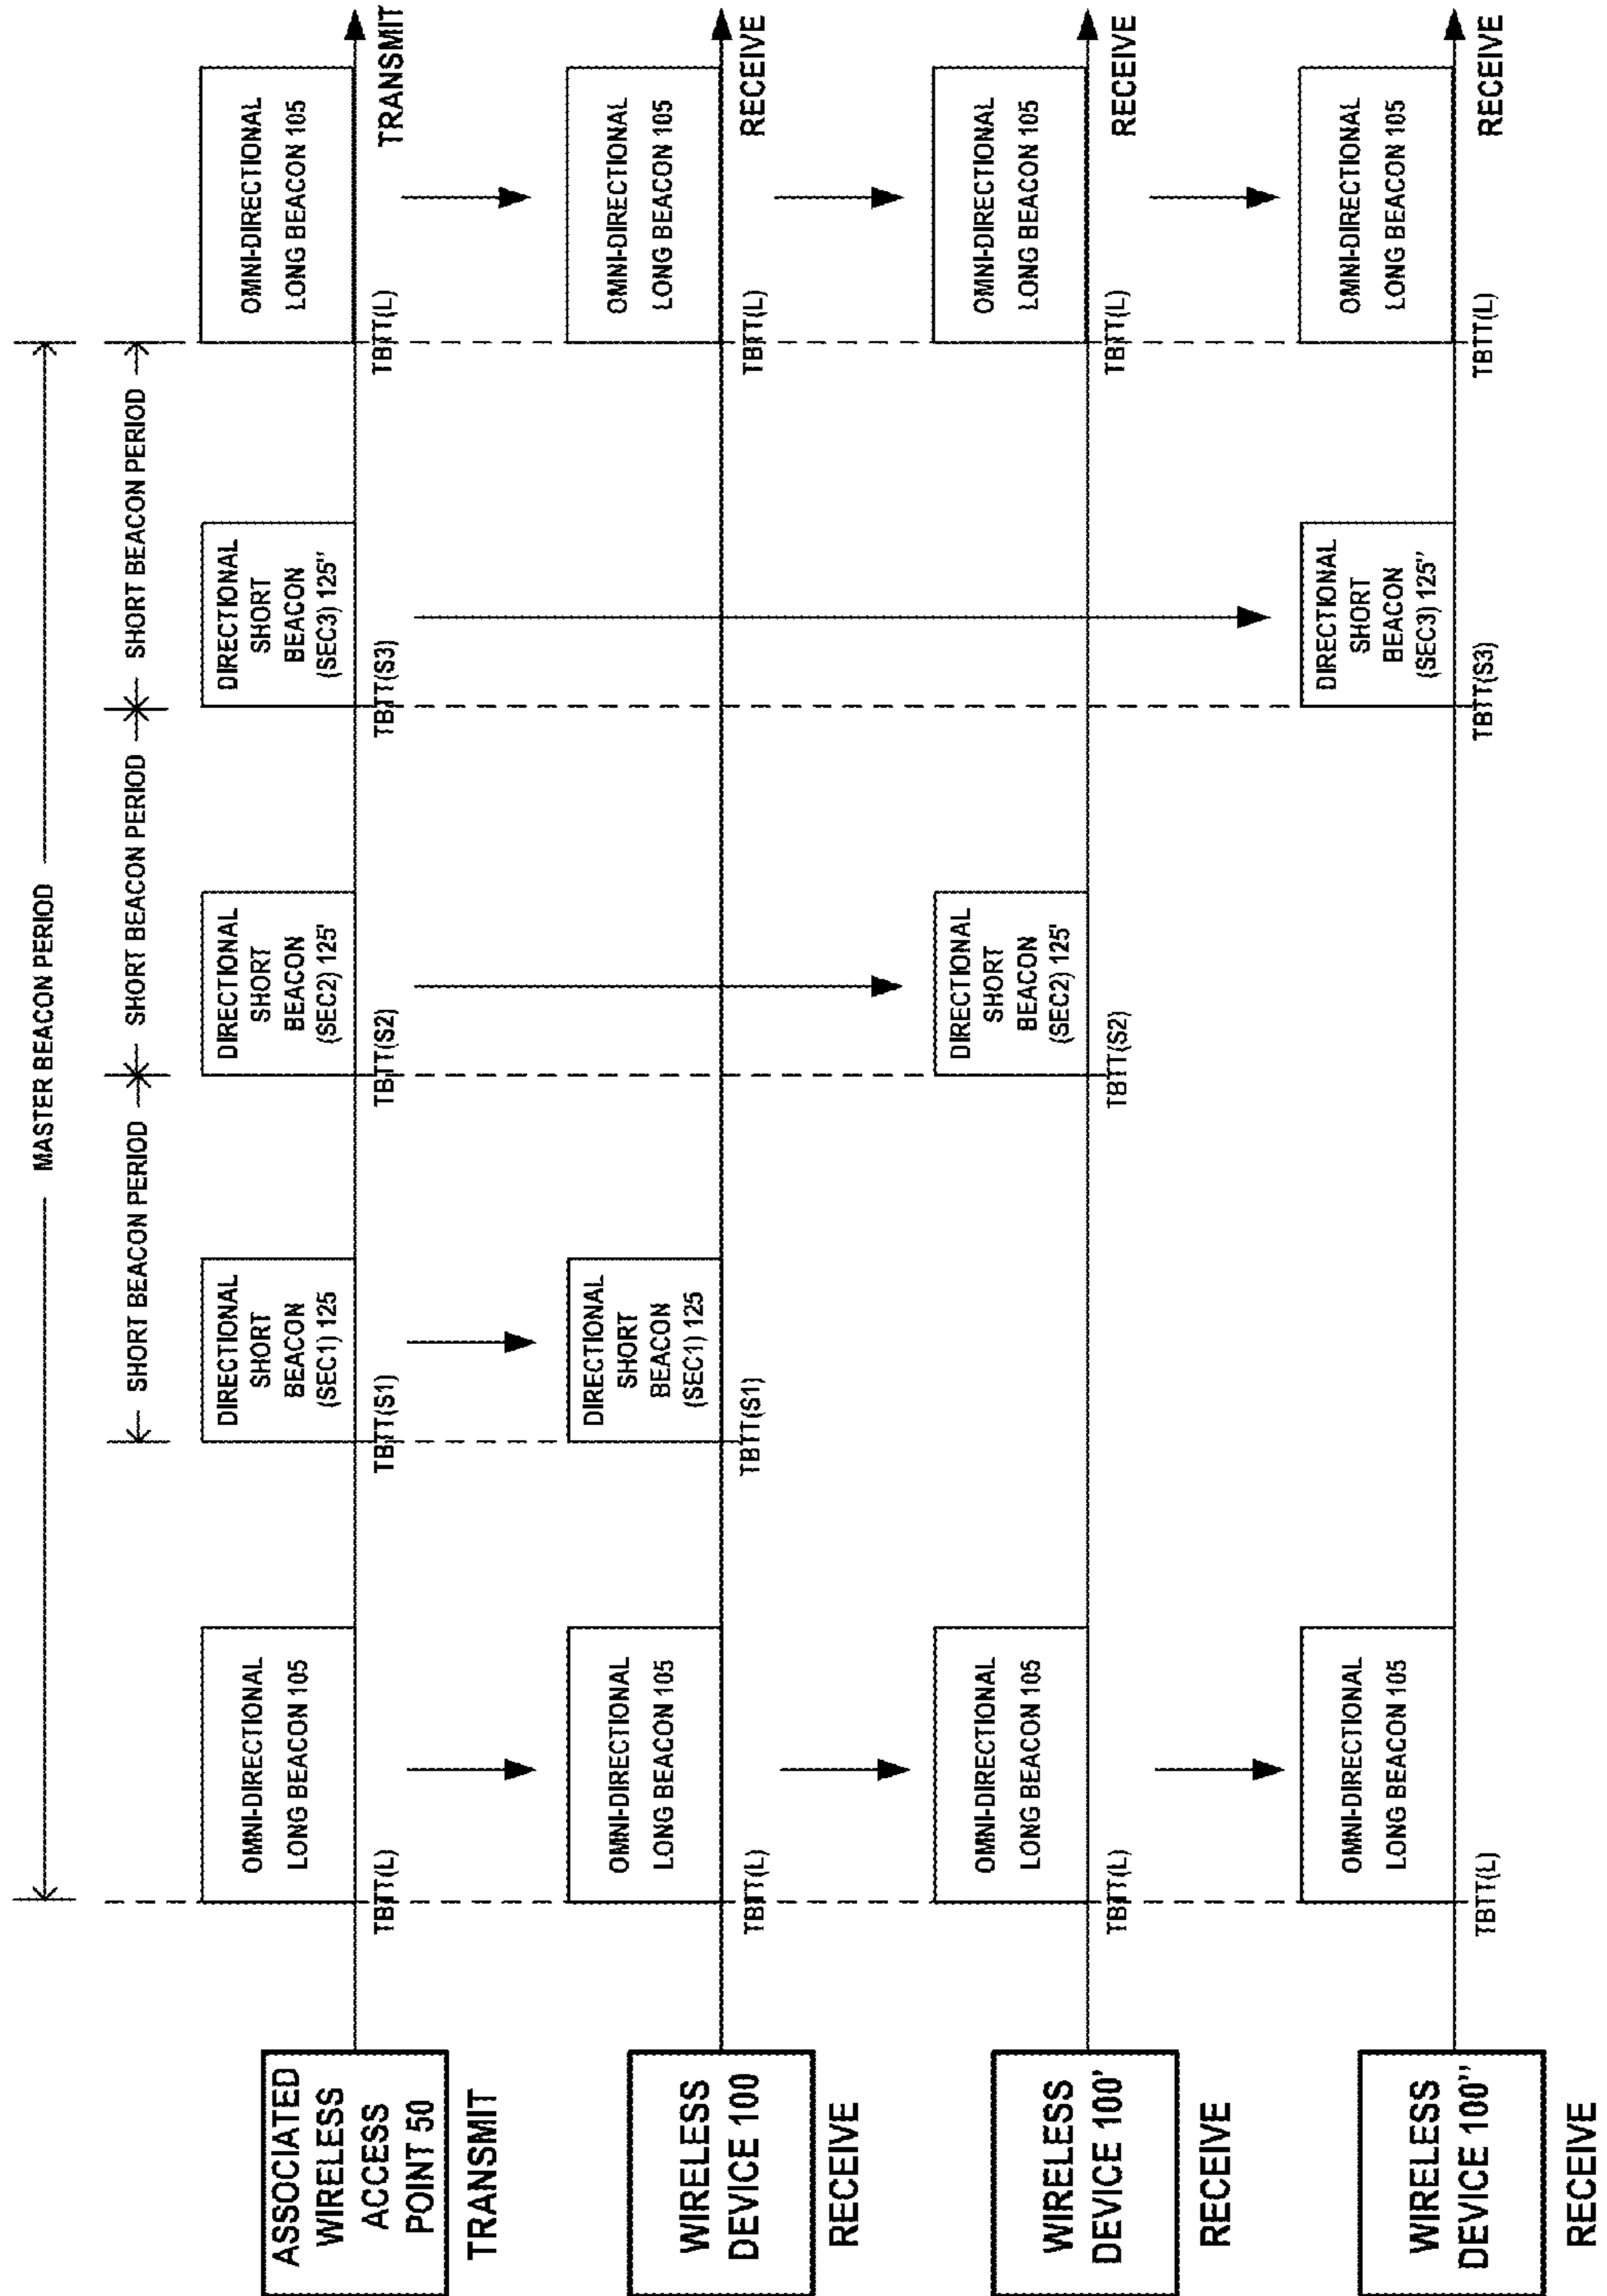 MASTER BEACON PERIOD
SHORT BEACON PERIOD
SHORT BEACON PERIOD
SHORT BEACON PERIOD
ASSOCIATED
WIRELESS
ACCESS
POINT 50
TRANSMIT
OMNI-DIRECTIONAL
LONG BEACON 105
TBTT(L)
DIRECTIONAL
SHORT
BEACON
(SEC1) 125
TBTT(S1)
DIRECTIONAL
SHORT
BEACON
(SEC2) 125'
TBTT(S2)
DIRECTIONAL
SHORT
BEACON
(SEC3) 125"
TBTT(S3)
OMNI-DIRECTIONAL
LONG BEACON 105
TBTT(L)
TRANSMIT
WIRELESS
DEVICE 100
RECEIVE
OMNI-DIRECTIONAL
LONG BEACON 105
TBTT(L)
DIRECTIONAL
SHORT
BEACON
(SEC1) 125
TBTT(S1)
OMNI-DIRECTIONAL
LONG BEACON 105
TBTT(L)
RECEIVE
WIRELESS
DEVICE 100'
RECEIVE
OMNI-DIRECTIONAL
LONG BEACON 105
TBTT(L)
DIRECTIONAL
SHORT
BEACON
(SEC2) 125'
TBTT(S2)
OMNI-DIRECTIONAL
LONG BEACON 105
TBTT(L)
RECEIVE
WIRELESS
DEVICE 100"
RECEIVE
OMNI-DIRECTIONAL
LONG BEACON 105
TBTT(L)
DIRECTIONAL
SHORT
BEACON
(SEC3) 125"
TBTT(S3)
OMNI-DIRECTIONAL
LONG BEACON 105
TBTT(L)
RECEIVE